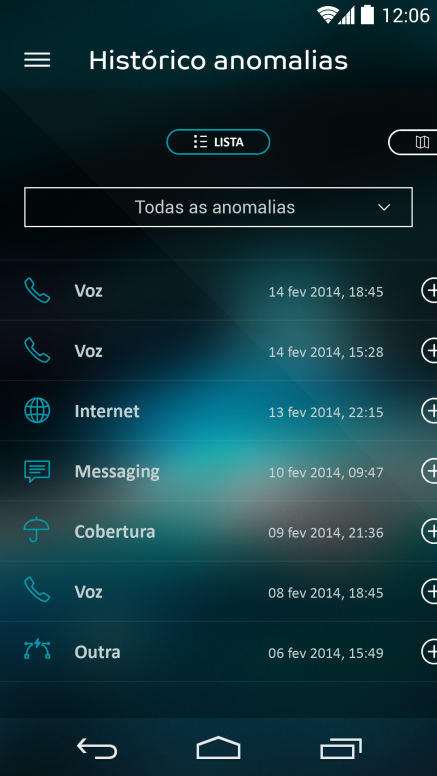 12:06
Histórico anomalias
LISTA
Todas as anomalias
Voz 14 fev 2014, 18:45
Voz 14 fev 2014, 15:28
Internet 13 fev 2014, 22:15
Messaging 10 fev 2014, 09:47
Cobertura 09 fev 2014, 21:36
Voz 08 fev 2014, 18:45
Outra 06 fev 2014, 15:49